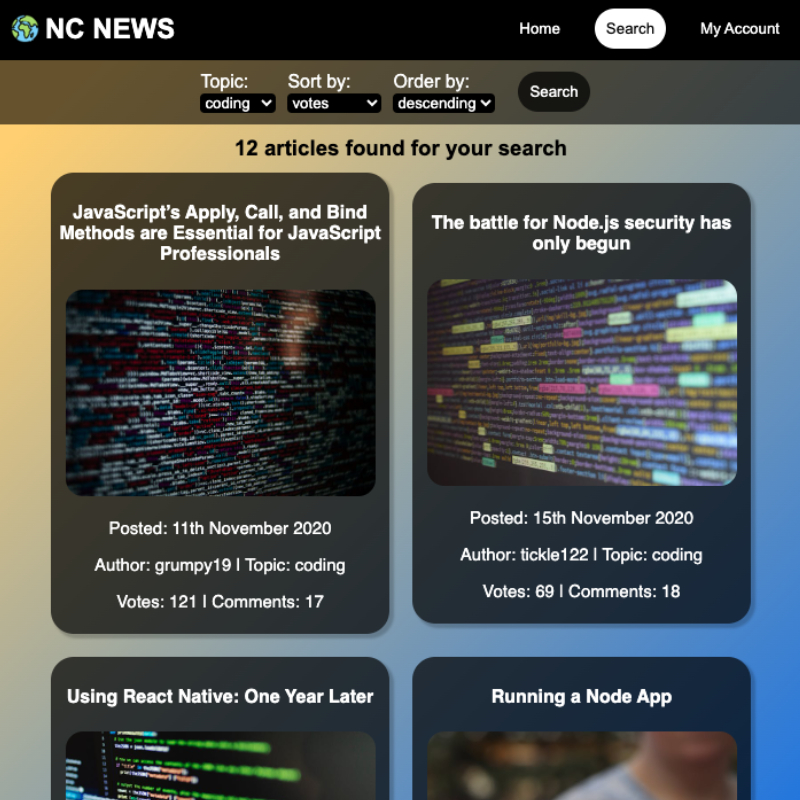 NC NEWS
Home
Search
My Account
Topic:
Sort by:
Order by:
coding
votes
descending
Search
12 articles found for your search
JavaScript’s Apply, Call, and Bind
Methods are Essential for JavaScript
Professionals
Posted: 11th November 2020
Author: grumpy19 | Topic: coding
Votes: 121 | Comments: 17
The battle for Node.js security has
only begun
Posted: 15th November 2020
Author: tickle122 | Topic: coding
Votes: 69 | Comments: 18
Using React Native: One Year Later
Running a Node App